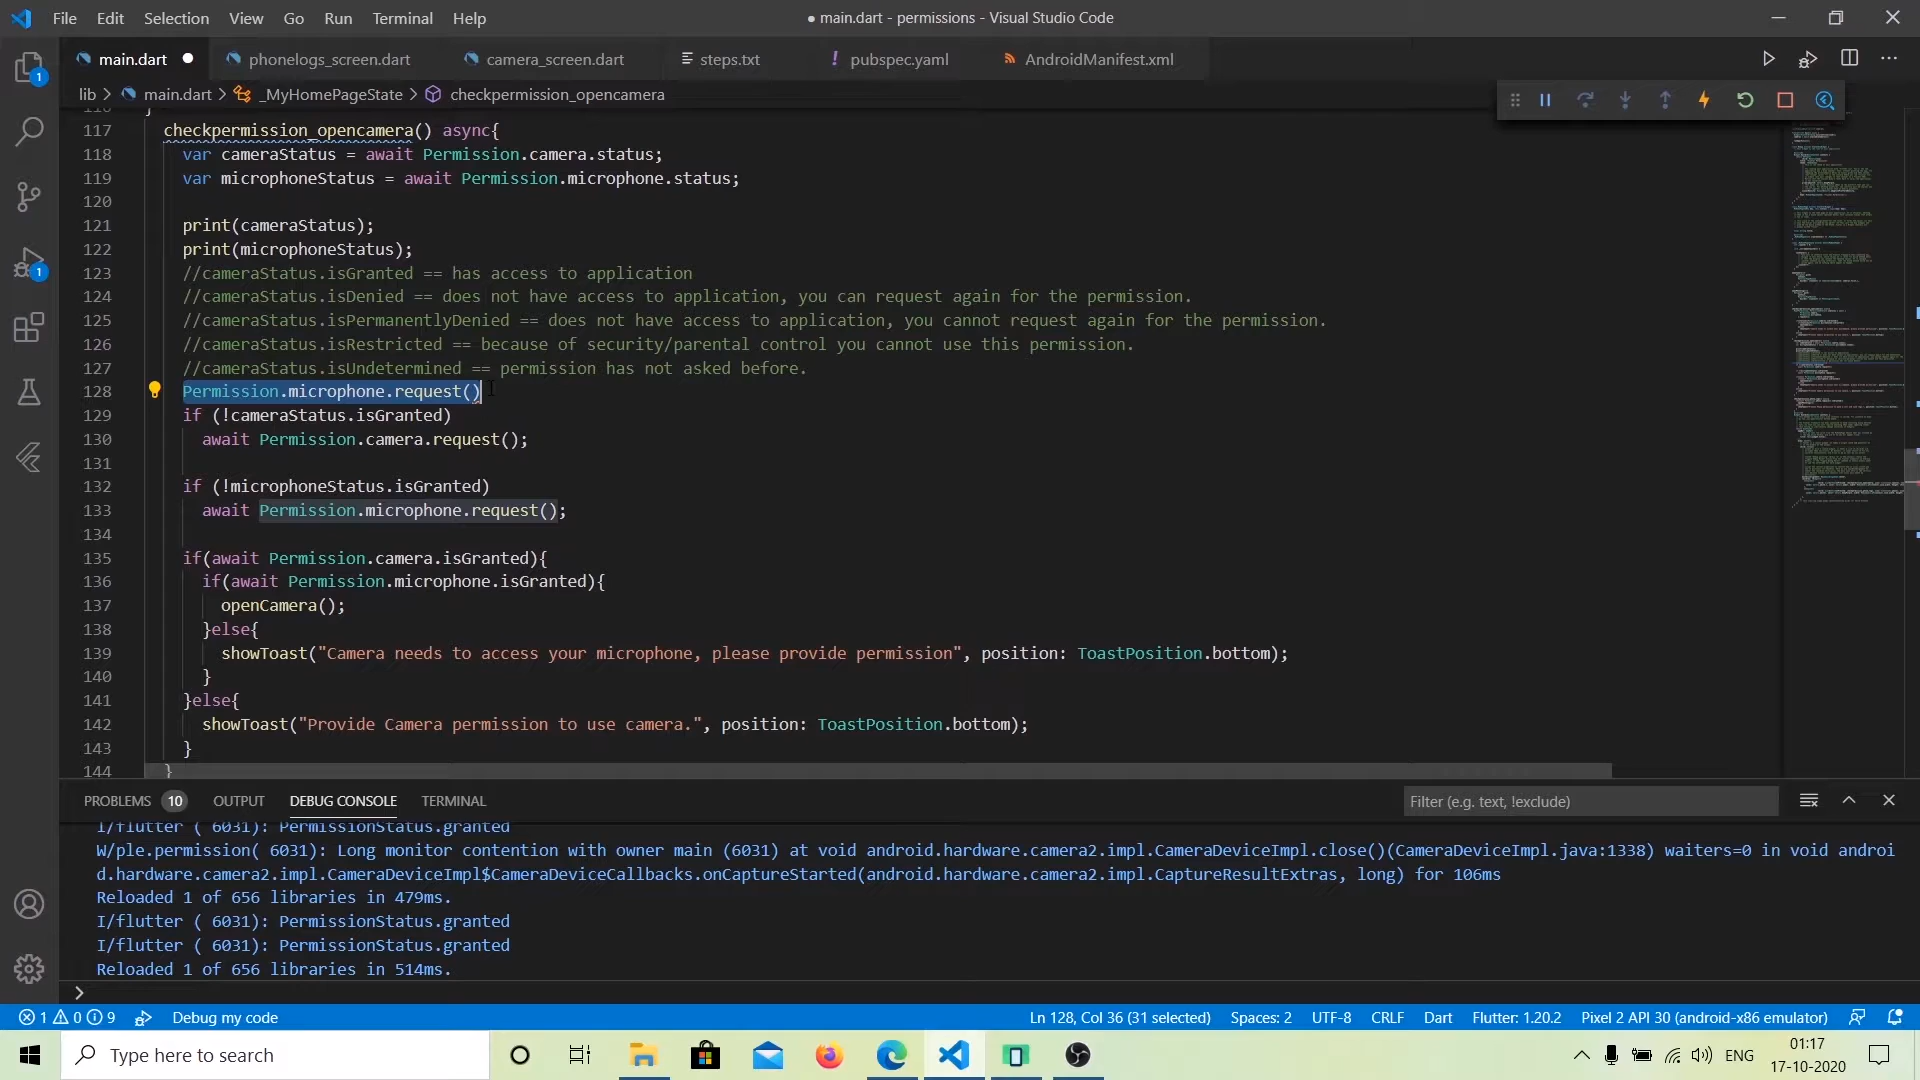 File Edit Selection View Go Run Terminal Help
● main.dart - permissions - Visual Studio Code
main.dart phonelogs_screen.dart camera_screen.dart steps.txt pubspec.yaml AndroidManifest.xml
lib > main.dart > _MyHomePageState > checkpermission_opencamera
117 checkpermission_opencamera() async{
118 var cameraStatus = await Permission.camera.status;
119 var microphoneStatus = await Permission.microphone.status;
120
121 print(cameraStatus);
122 print(microphoneStatus);
123 //cameraStatus.isGranted == has access to application
124 //cameraStatus.isDenied == does not have access to application, you can request again for the permission.
125 //cameraStatus.isPermanentlyDenied == does not have access to application, you cannot request again for the permission.
126 //cameraStatus.isRestricted == because of security/parental control you cannot use this permission.
127 //cameraStatus.isUndetermined == permission has not asked before.
128 Permission.microphone.request()
129 if (!cameraStatus.isGranted)
130 await Permission.camera.request();
131
132 if (!microphoneStatus.isGranted)
133 await Permission.microphone.request();
134
135 if(await Permission.camera.isGranted){
136 if(await Permission.microphone.isGranted){
137 openCamera();
138 }else{
139 showToast("Camera needs to access your microphone, please provide permission", position: ToastPosition.bottom);
140 }
141 }else{
142 showToast("Provide Camera permission to use camera.", position: ToastPosition.bottom);
143 }
144 }
PROBLEMS 10 OUTPUT DEBUG CONSOLE TERMINAL Filter (e.g. text, !exclude)
I/flutter ( 6031): PermissionStatus.granted
W/ple.permission( 6031): Long monitor contention with owner main (6031) at void android.hardware.camera2.impl.CameraDeviceImpl.close()(CameraDeviceImpl.java:1338) waiters=0 in void androi
d.hardware.camera2.impl.CameraDeviceImpl$CameraDeviceCallbacks.onCaptureStarted(android.hardware.camera2.impl.CaptureResultExtras, long) for 106ms
Reloaded 1 of 656 libraries in 479ms.
I/flutter ( 6031): PermissionStatus.granted
I/flutter ( 6031): PermissionStatus.granted
Reloaded 1 of 656 libraries in 514ms.
1 0 9 Debug my code Ln 128, Col 36 (31 selected) Spaces: 2 UTF-8 CRLF Dart Flutter: 1.20.2 Pixel 2 API 30 (android-x86 emulator)
Type here to search
ENG
01:17
17-10-2020